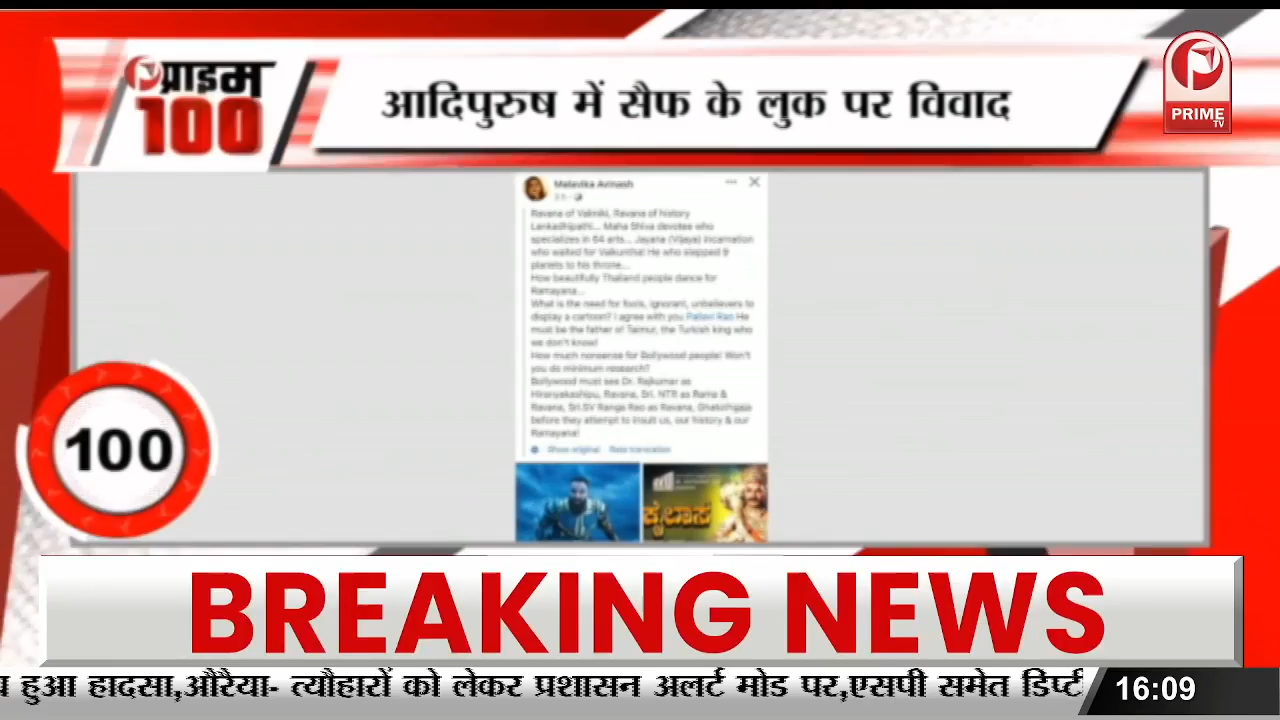 प्राइम
100
आदिपुरुष में सैफ के लुक पर विवाद
PRIME
TV
Malavika Avinash
Ravana of Valmiki, Ravana of history
Lankadhipathi... Maha Shiva devotee who
specializes in 64 arts... Jayana (Vijaya) incarnation
who waited for Vaikuntha! He who stepped 9
planets to his throne...
How beautifully Thailand people dance for
Ramayana...
What is the need for fools, ignorant, unbelievers to
display a cartoon? I agree with you Pallavi Rao He
must be the father of Taimur, the Turkish king who
we don't know!
How much nonsense for Bollywood people! Won't
you do minimum research?
Bollywood must see Dr. Rajkumar as
Hiranyakashipu, Ravana, Sri. NTR as Rama &
Ravana, Sri.SV Ranga Rao as Ravana, Ghatothgaja
before they attempt to insult us, our history & our
Ramayana!
Show original Rate translation
ಕೈಲಾಸ
100
BREAKING NEWS
हुआ हादसा,औरैया- त्यौहारों को लेकर प्रशासन अलर्ट मोड पर,एसपी समेत डिप्टी
16:09